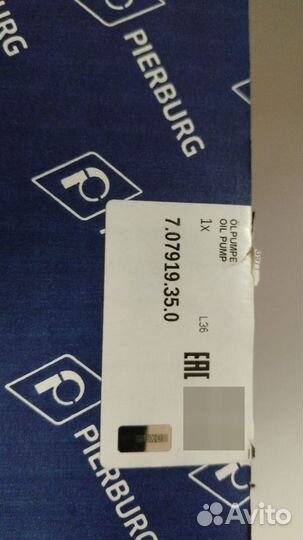 PIERBURG
PIERBURG
PIERBURG
ÖLPUMPE
OIL PUMP
1X
7.07919.35.0
L36
EAC
Avito